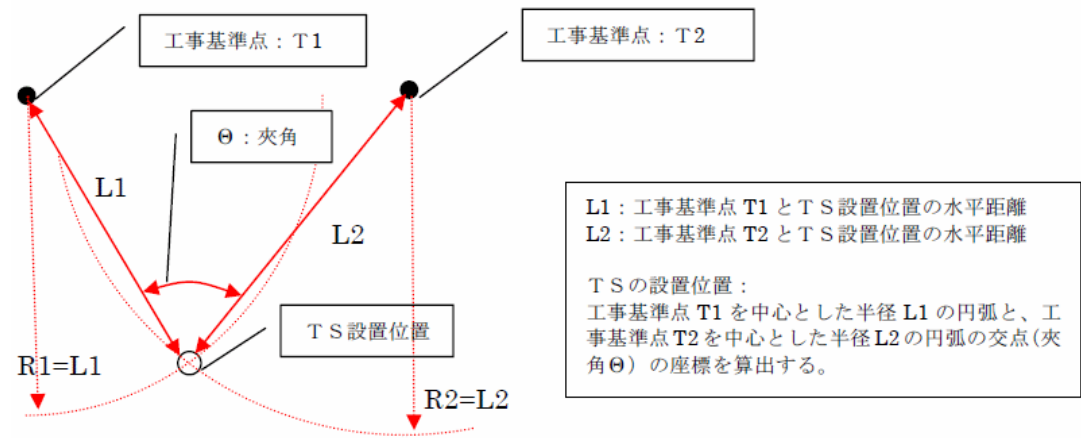 工事基準点：Ｔ1
工事基準点：Ｔ2
Θ：夾角
L1
L2
ＴＳ設置位置
R1=L1
R2=L2
L1：工事基準点 T1 とＴＳ設置位置の水平距離
L2：工事基準点 T2 とＴＳ設置位置の水平距離
ＴＳの設置位置：
工事基準点 T1 を中心とした半径 L1 の円弧と、工
事基準点 T2 を中心とした半径 L2 の円弧の交点(夾
角Θ）の座標を算出する。